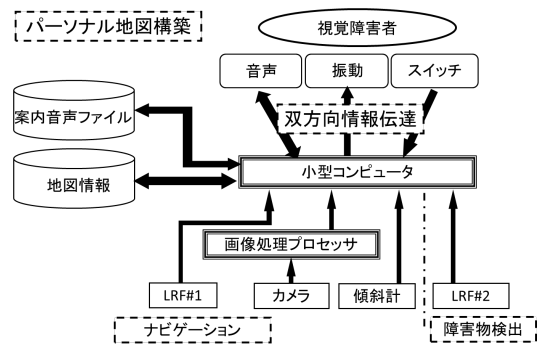 パーソナル地図構築
視覚障害者
音声
振動
スイッチ
案内音声ファイル
双方向情報伝達
地図情報
小型コンピュータ
画像処理プロセッサ
LRF#1
カメラ
傾斜計
LRF#2
ナビゲーション
障害物検出